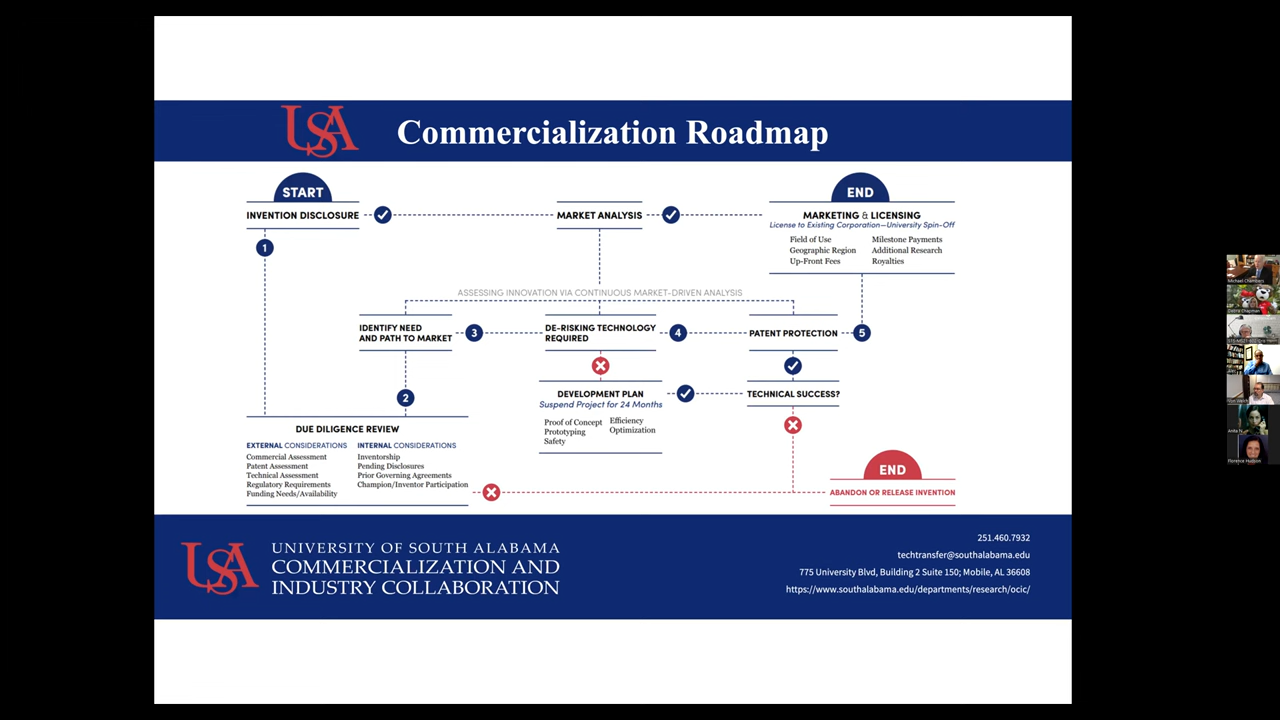 USA
Commercialization Roadmap
START
INVENTION DISCLOSURE
MARKET ANALYSIS
END
MARKETING & LICENSING
License to Existing Corporation—University Spin-Off
Field of Use
Geographic Region
Up-Front Fees
Milestone Payments
Additional Research
Royalties
1
ASSESSING INNOVATION VIA CONTINUOUS MARKET-DRIVEN ANALYSIS
IDENTIFY NEED
AND PATH TO MARKET
3
DE-RISKING TECHNOLOGY
REQUIRED
4
PATENT PROTECTION
5
2
DEVELOPMENT PLAN
Suspend Project for 24 Months
Proof of Concept
Prototyping
Safety
Efficiency
Optimization
TECHNICAL SUCCESS?
DUE DILIGENCE REVIEW
EXTERNAL CONSIDERATIONS
Commercial Assessment
Patent Assessment
Technical Assessment
Regulatory Requirements
Funding Needs/Availability
INTERNAL CONSIDERATIONS
Inventorship
Pending Disclosures
Prior Governing Agreements
Champion/Inventor Participation
END
ABANDON OR RELEASE INVENTION
USA
UNIVERSITY OF SOUTH ALABAMA
COMMERCIALIZATION AND
INDUSTRY COLLABORATION
251.460.7932
techtransfer@southalabama.edu
775 University Blvd, Building 2 Suite 150; Mobile, AL 36608
https://www.southalabama.edu/departments/research/ocic/
Michael Chambers
Chapman
Florence Hudson